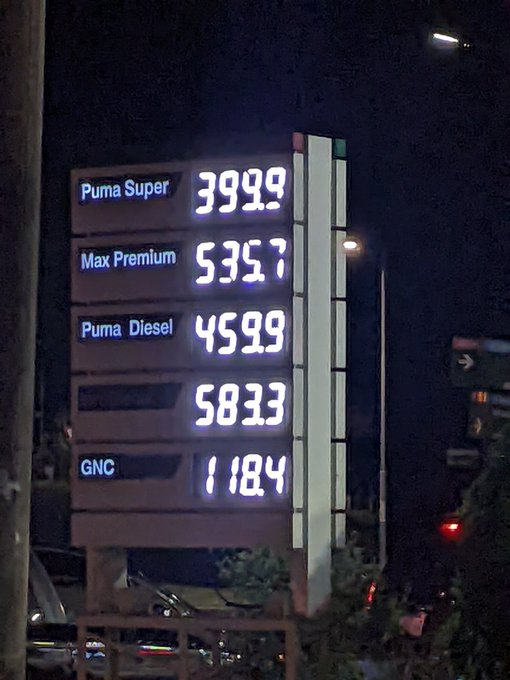 Puma Super 399.9
Max Premium 535.7
Puma Diesel 459.9
583.3
GNC 118.4